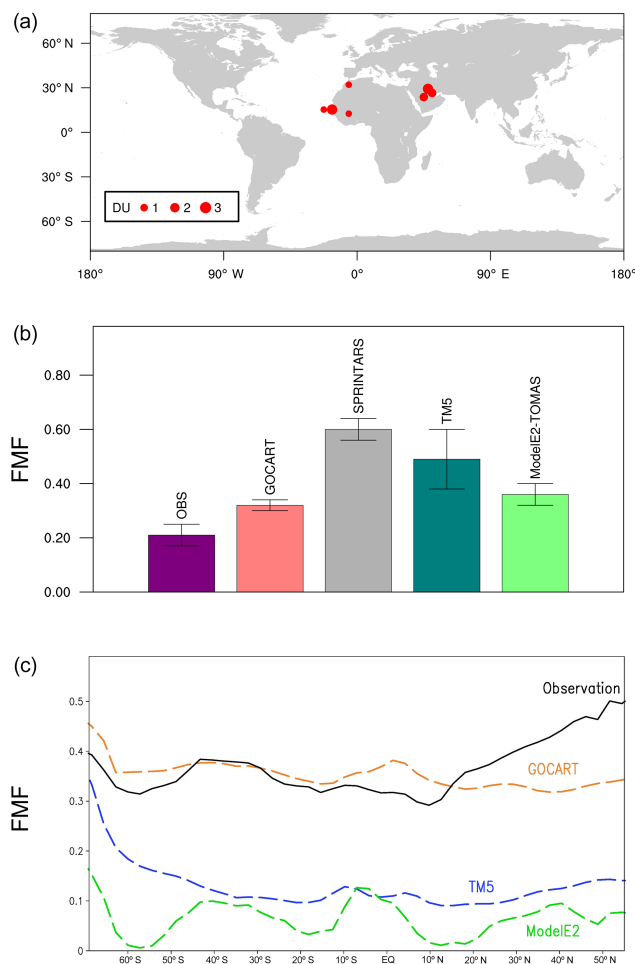 (a)
60° N
30° N
0°
30° S
60° S
DU 1 2 3
180° 90° W 0° 90° E 180°
(b)
FMF
0.80
0.60
0.40
0.20
0.00
OBS
GOCART
SPRINTARS
TM5
ModelE2-TOMAS
(c)
FMF
0.5
0.4
0.3
0.2
0.1
0
Observation
GOCART
TM5
ModelE2
60°S 50°S 40°S 30°S 20°S 10°S EQ 10°N 20°N 30°N 40°N 50°N